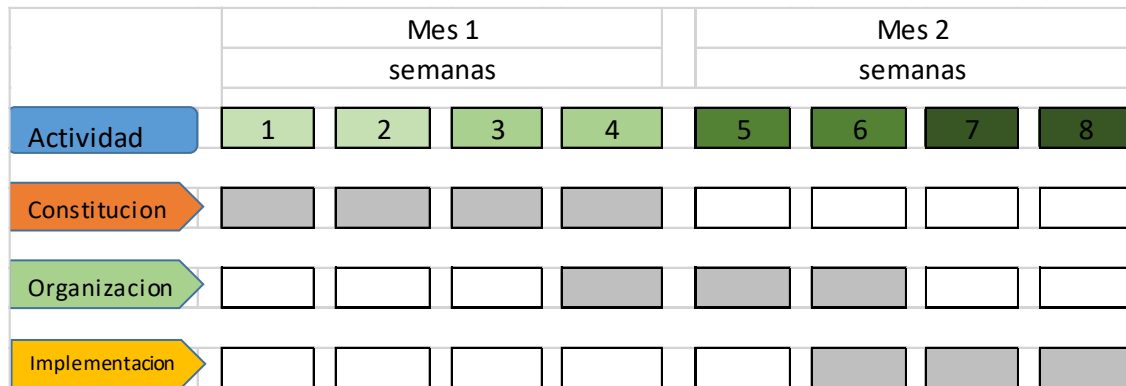 Mes 1 Mes 2
semanas semanas
Actividad 1 2 3 4 5 6 7 8
Constitucion
Organizacion
Implementacion